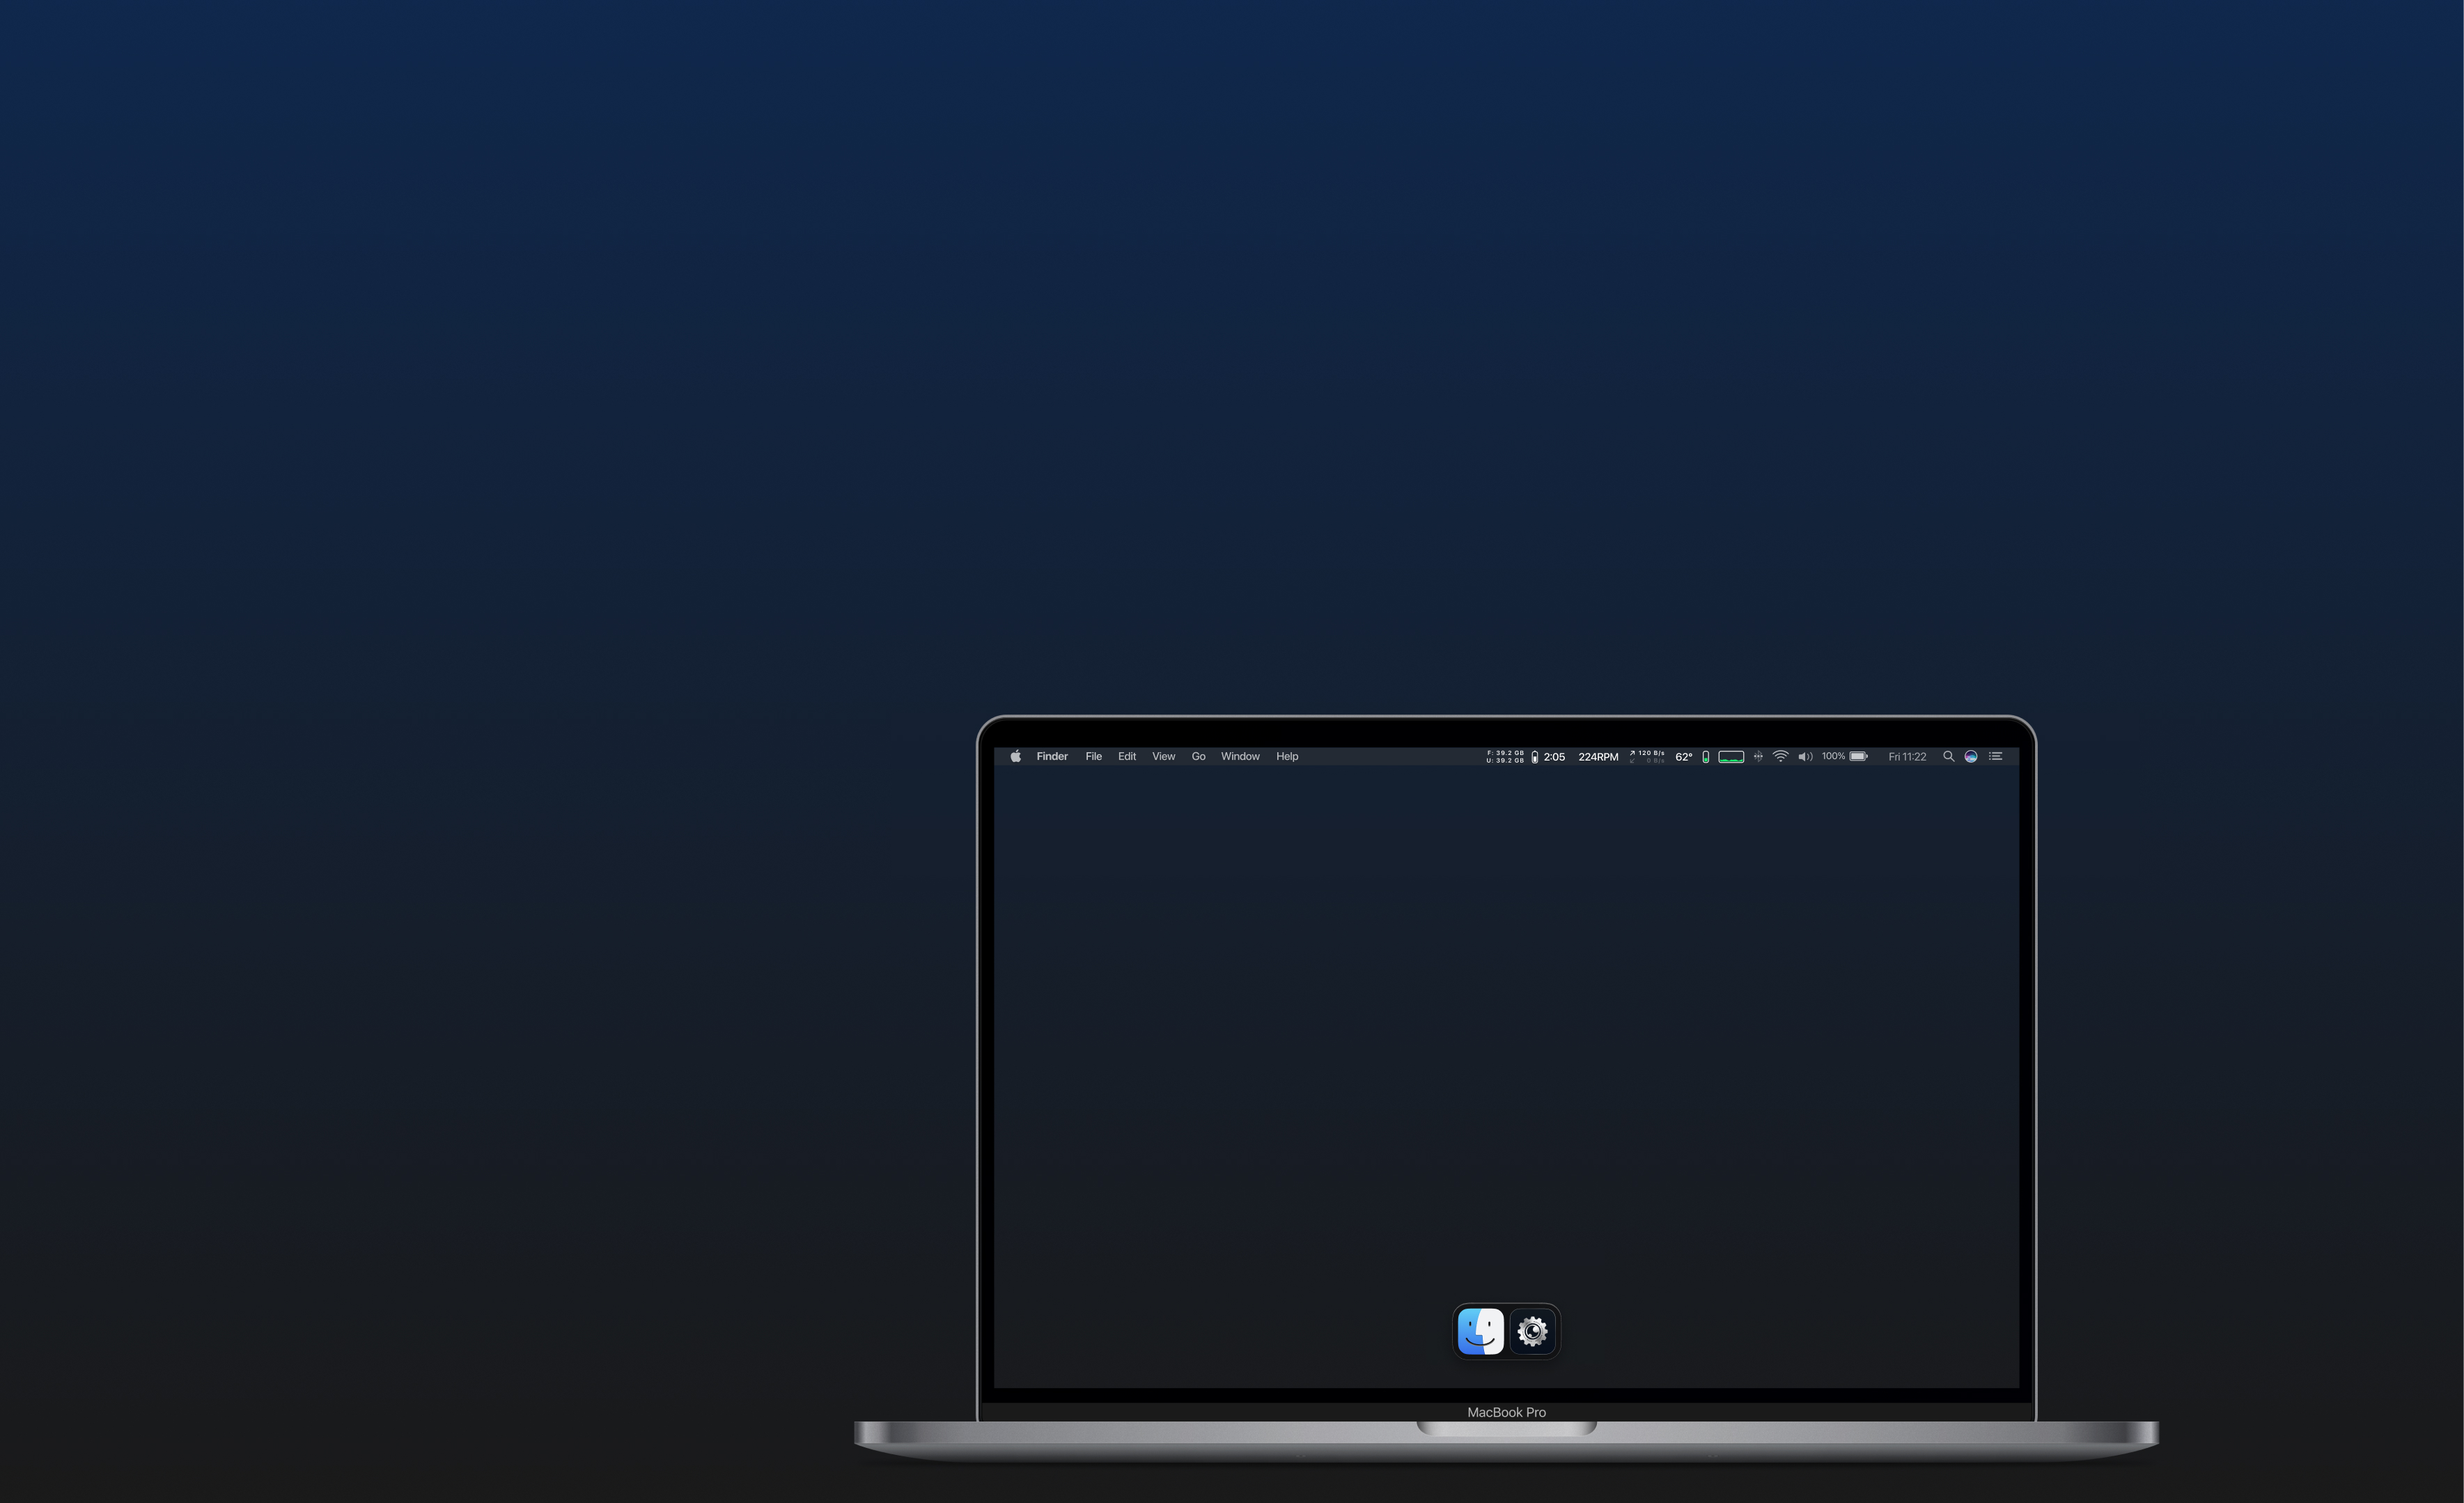 Finder File Edit View Go Window Help
F: 39.2 GB
U: 39.2 GB
2:05 224RPM
120 B/s
0 B/s
62° 100% Fri 11:22
MacBook Pro